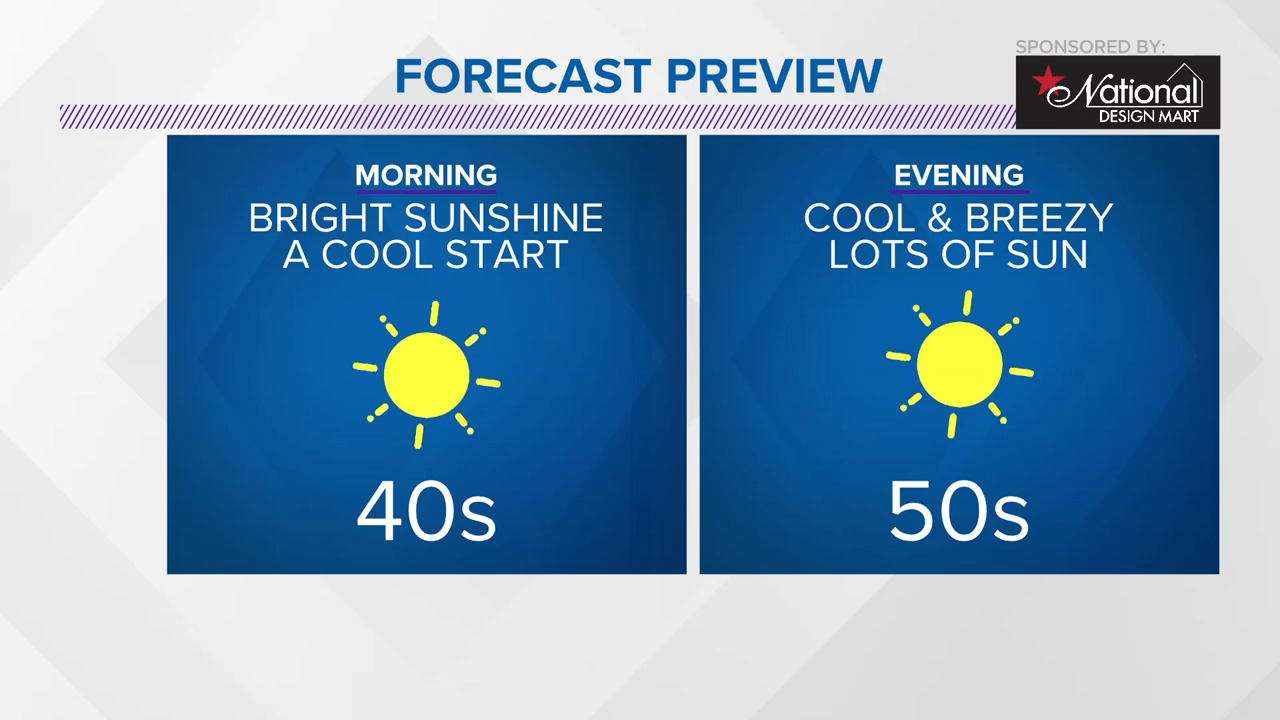 SPONSORED BY:
FORECAST PREVIEW
National
DESIGN MART
MORNING
BRIGHT SUNSHINE
A COOL START
40s
EVENING
COOL & BREEZY
LOTS OF SUN
50s